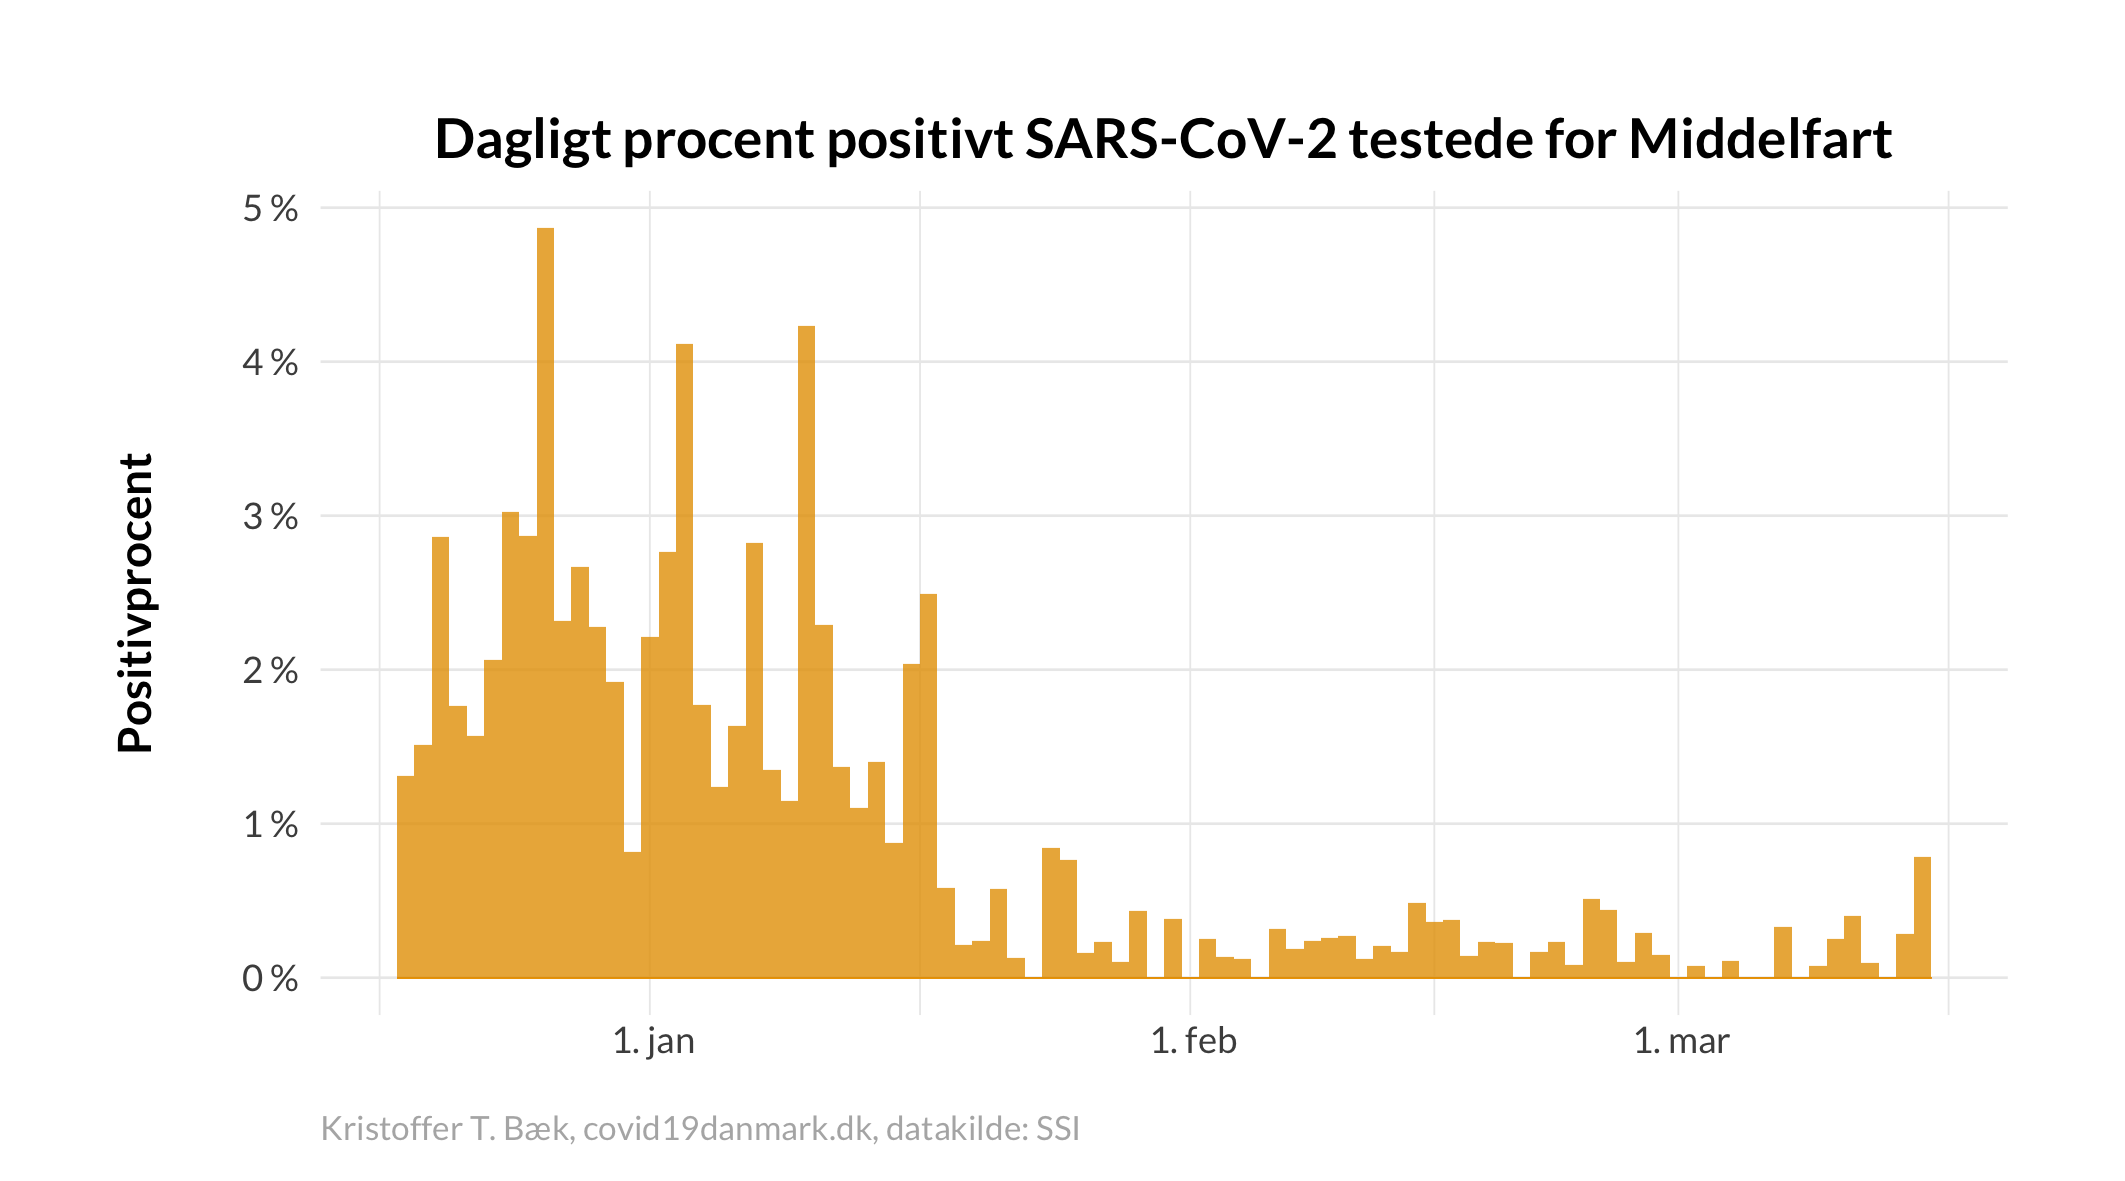 Dagligt procent positivt SARS-CoV-2 testede for Middelfart
Positivprocent
5 %
4 %
3 %
2 %
1 %
0 %
1. jan
1. feb
1. mar
Kristoffer T. Bæk, covid19danmark.dk, datakilde: SSI